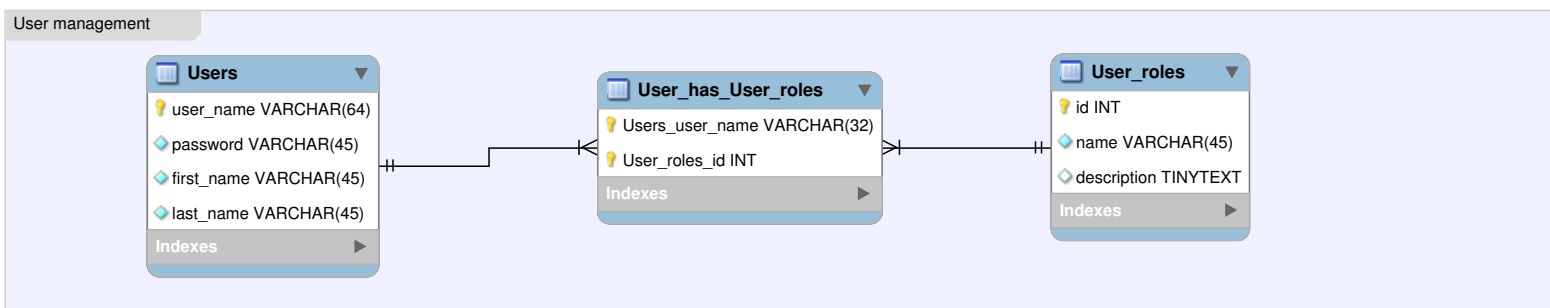 User management
Users
user_name VARCHAR(64)
password VARCHAR(45)
first_name VARCHAR(45)
last_name VARCHAR(45)
Indexes
User_has_User_roles
Users_user_name VARCHAR(32)
User_roles_id INT
Indexes
User_roles
id INT
name VARCHAR(45)
description TINYTEXT
Indexes